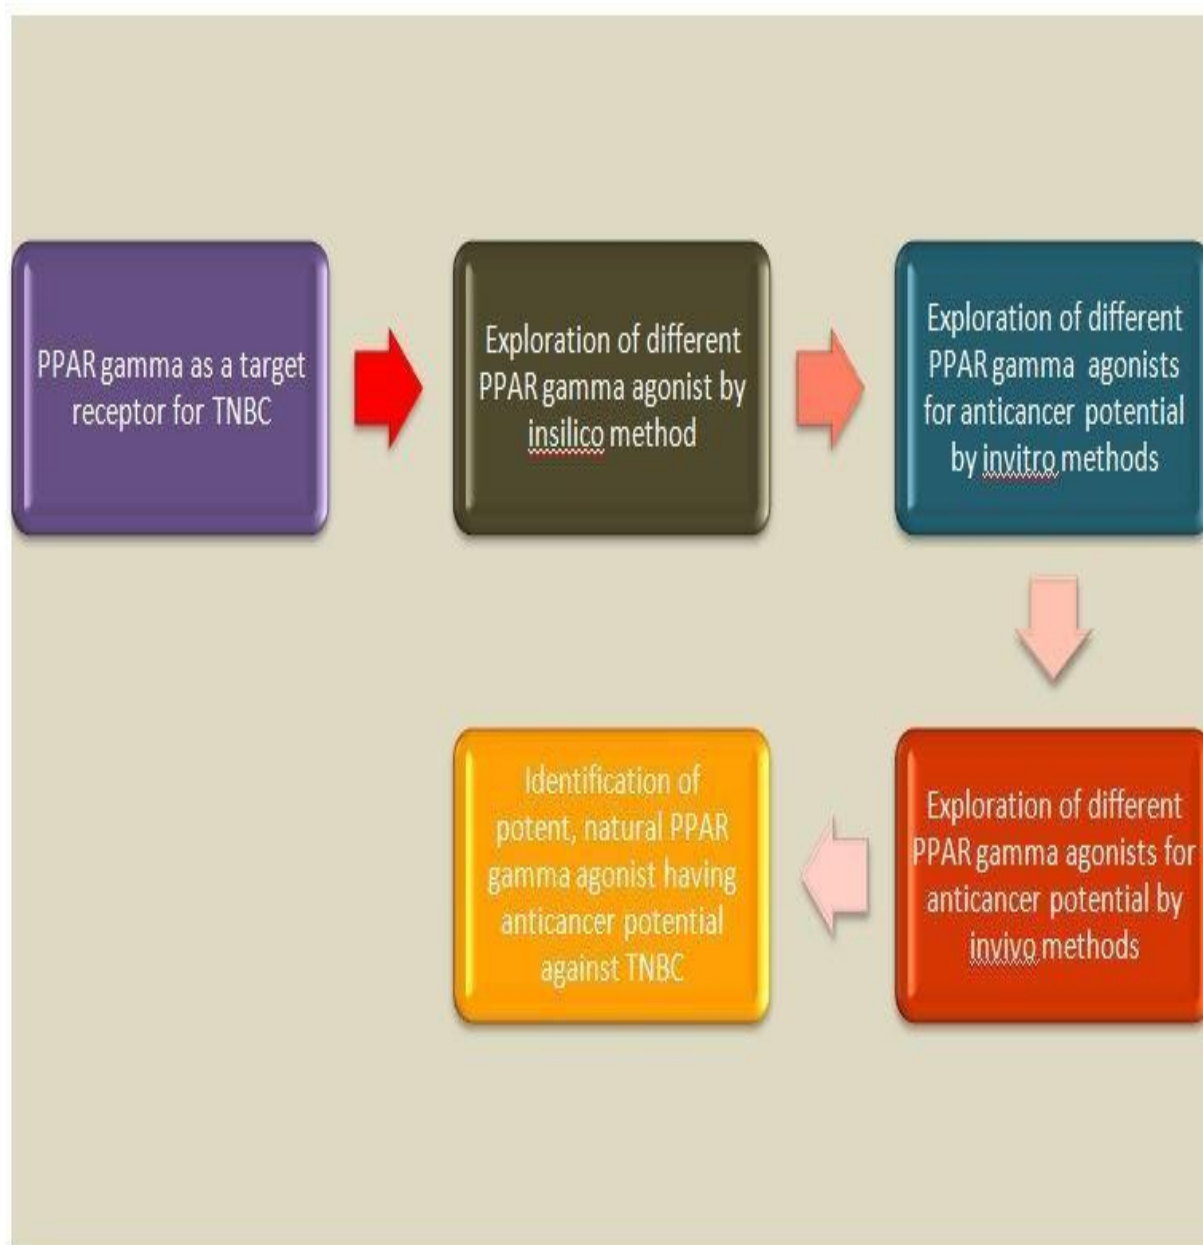 PPAR gamma as a target
receptor for TNBC
Exploration of different
PPAR gamma agonist by
insilico method
Exploration of different
PPAR gamma  agonists
for anticancer potential
by invitro methods
Exploration of different
PPAR gamma agonists for
anticancer potential by
invivo methods
Identification of
potent, natural PPAR
gamma agonist having
anticancer potential
against TNBC